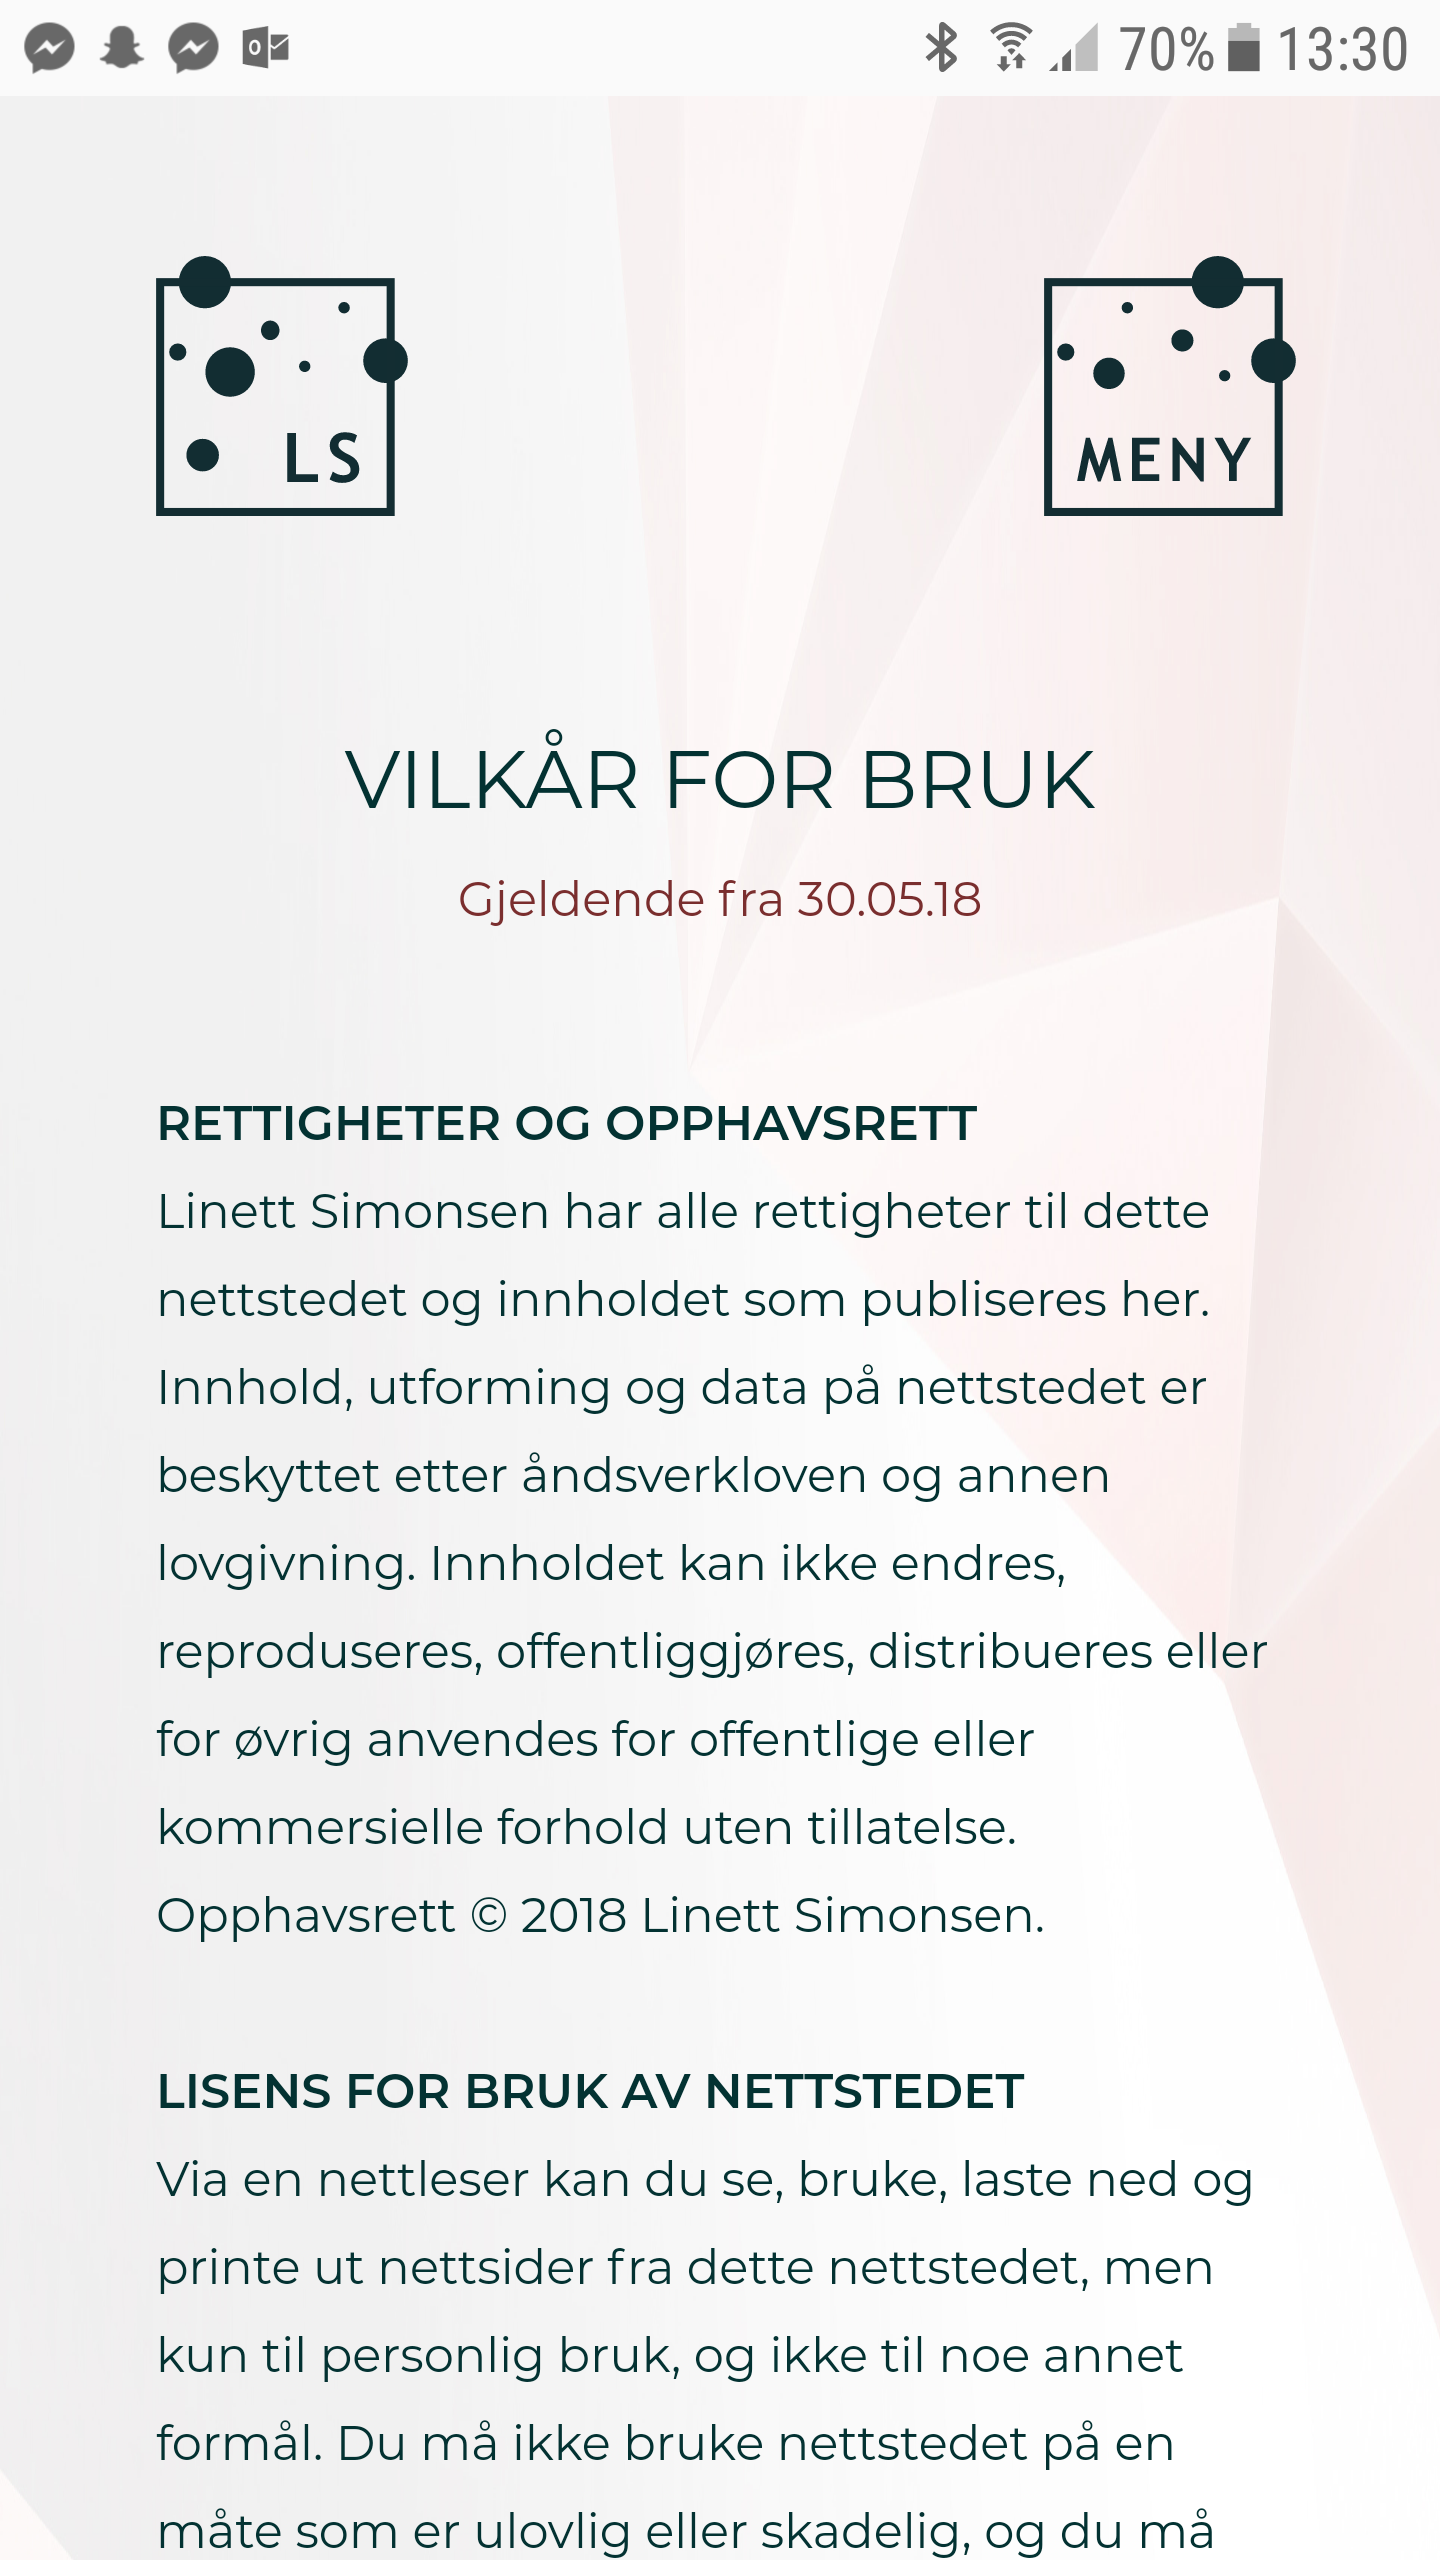 70% 13:30
LS
MENY
VILKÅR FOR BRUK
Gjeldende fra 30.05.18
RETTIGHETER OG OPPHAVSRETT
Linett Simonsen har alle rettigheter til dette
nettstedet og innholdet som publiseres her.
Innhold, utforming og data på nettstedet er
beskyttet etter åndsverkloven og annen
lovgivning. Innholdet kan ikke endres,
reproduseres, offentliggjøres, distribueres eller
for øvrig anvendes for offentlige eller
kommersielle forhold uten tillatelse.
Opphavsrett © 2018 Linett Simonsen.
LISENS FOR BRUK AV NETTSTEDET
Via en nettleser kan du se, bruke, laste ned og
printe ut nettsider fra dette nettstedet, men
kun til personlig bruk, og ikke til noe annet
formål. Du må ikke bruke nettstedet på en
måte som er ulovlig eller skadelig, og du må